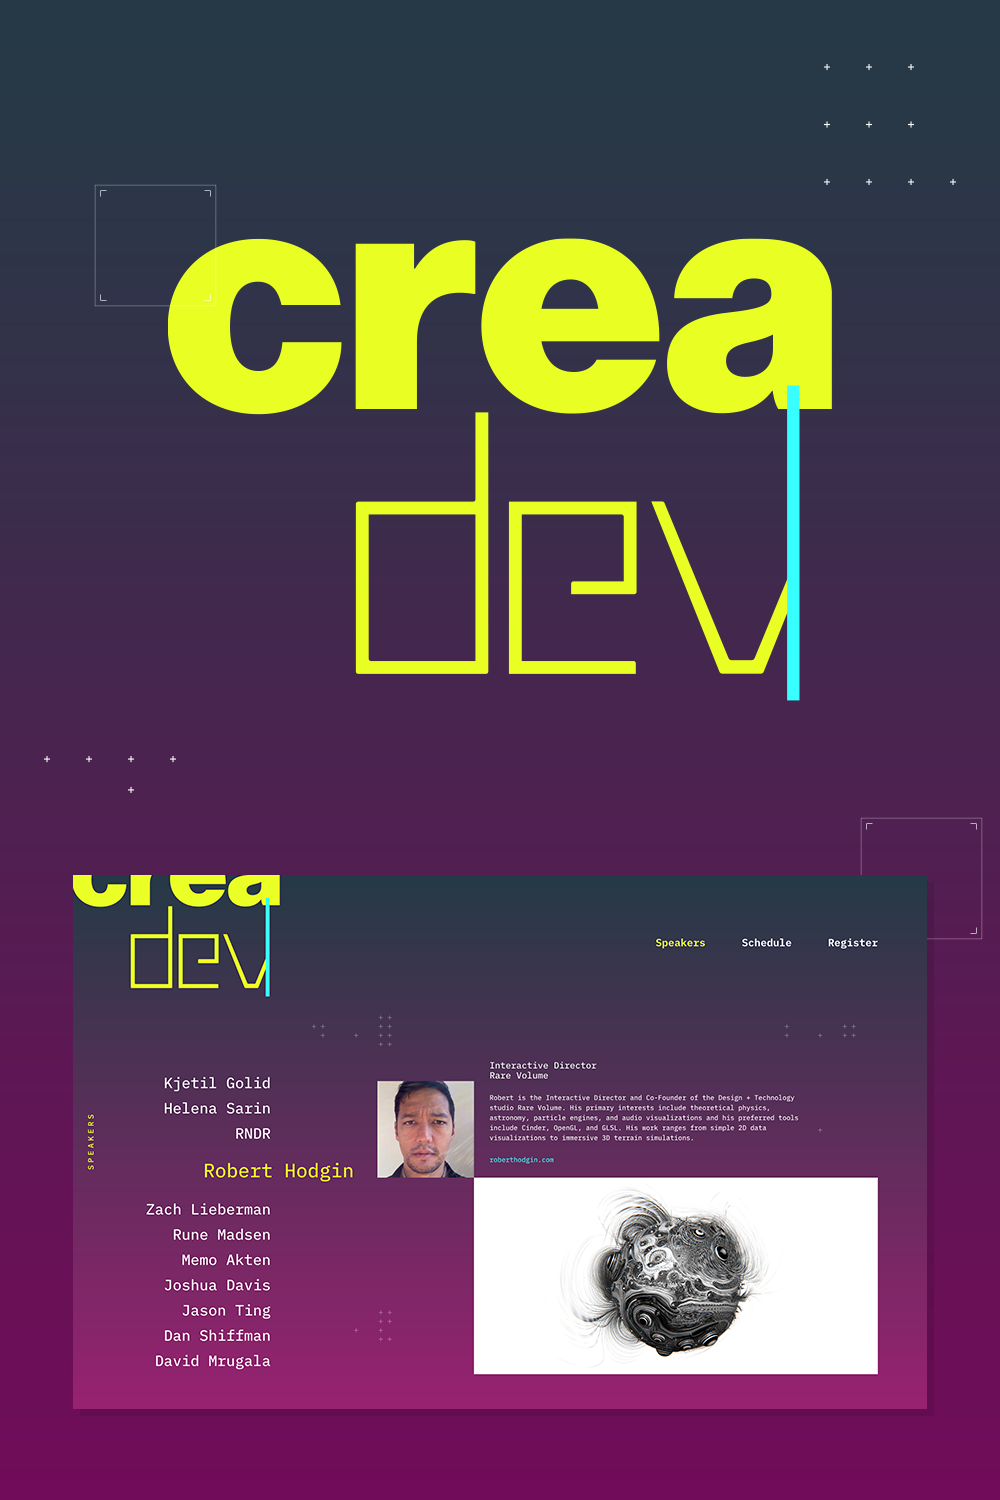 crea
dev
crea
dev
Speakers
Schedule
Register
SPEAKERS
Kjetil Golid
Helena Sarin
RNDR
Robert Hodgin
Zach Lieberman
Rune Madsen
Memo Akten
Joshua Davis
Jason Ting
Dan Shiffman
David Mrugala
Interactive Director
Rare Volume
Robert is the Interactive Director and Co-Founder of the Design + Technology
studio Rare Volume. His primary interests include theoretical physics,
astronomy, particle engines, and audio visualizations and his preferred tools
include Cinder, OpenGL, and GLSL. His work ranges from simple 2D data
visualizations to immersive 3D terrain simulations.
roberthodgin.com